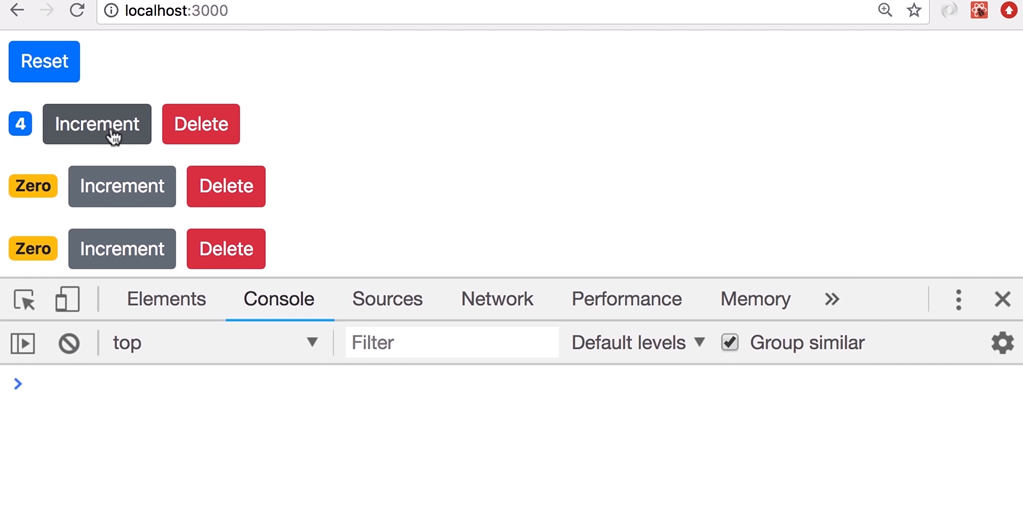 localhost:3000
Reset
4 Increment Delete
Zero Increment Delete
Zero Increment Delete
Elements Console Sources Network Performance Memory »
top ▼ Filter Default levels ▼ Group similar
>